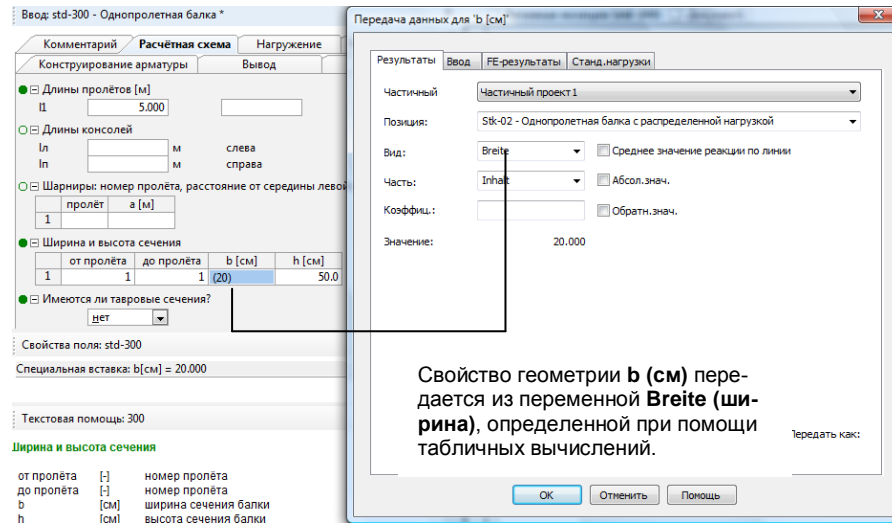 Ввод: std-300 - Однопролетная балка *
Комментарий Расчётная схема Нагружение
Конструирование арматуры Вывод
Длины пролётов [м]
l1 5.000
Длины консолей
lл м слева
lп м справа
Шарниры: номер пролёта, расстояние от середины левой
пролёт a [м]
1
Ширина и высота сечения
от пролёта до пролёта b [см] h [см]
1 1 1 (20) 50.0
Имеются ли тавровые сечения?
нет
Свойства поля: std-300
Специальная вставка: b[см] = 20.000
Текстовая помощь: 300
Ширина и высота сечения
от пролёта [-] номер пролёта
до пролёта [-] номер пролёта
b [см] ширина сечения балки
h [см] высота сечения балки
Передача данных для 'b [см]'
Результаты Ввод FE-результаты Станд.нагрузки
Частичный Частичный проект 1
Позиция: Stk-02 - Однопролетная балка с распределенной нагрузкой
Вид: Breite Среднее значение реакции по линии
Часть: Inhalt Абсол.знач.
Коэффиц.: Обратн.знач.
Значение: 20.000
Свойство геометрии b (см) пере-
дается из переменной Breite (ши-
рина), определенной при помощи
табличных вычислений.
Передать как:
ОК Отменить Помощь